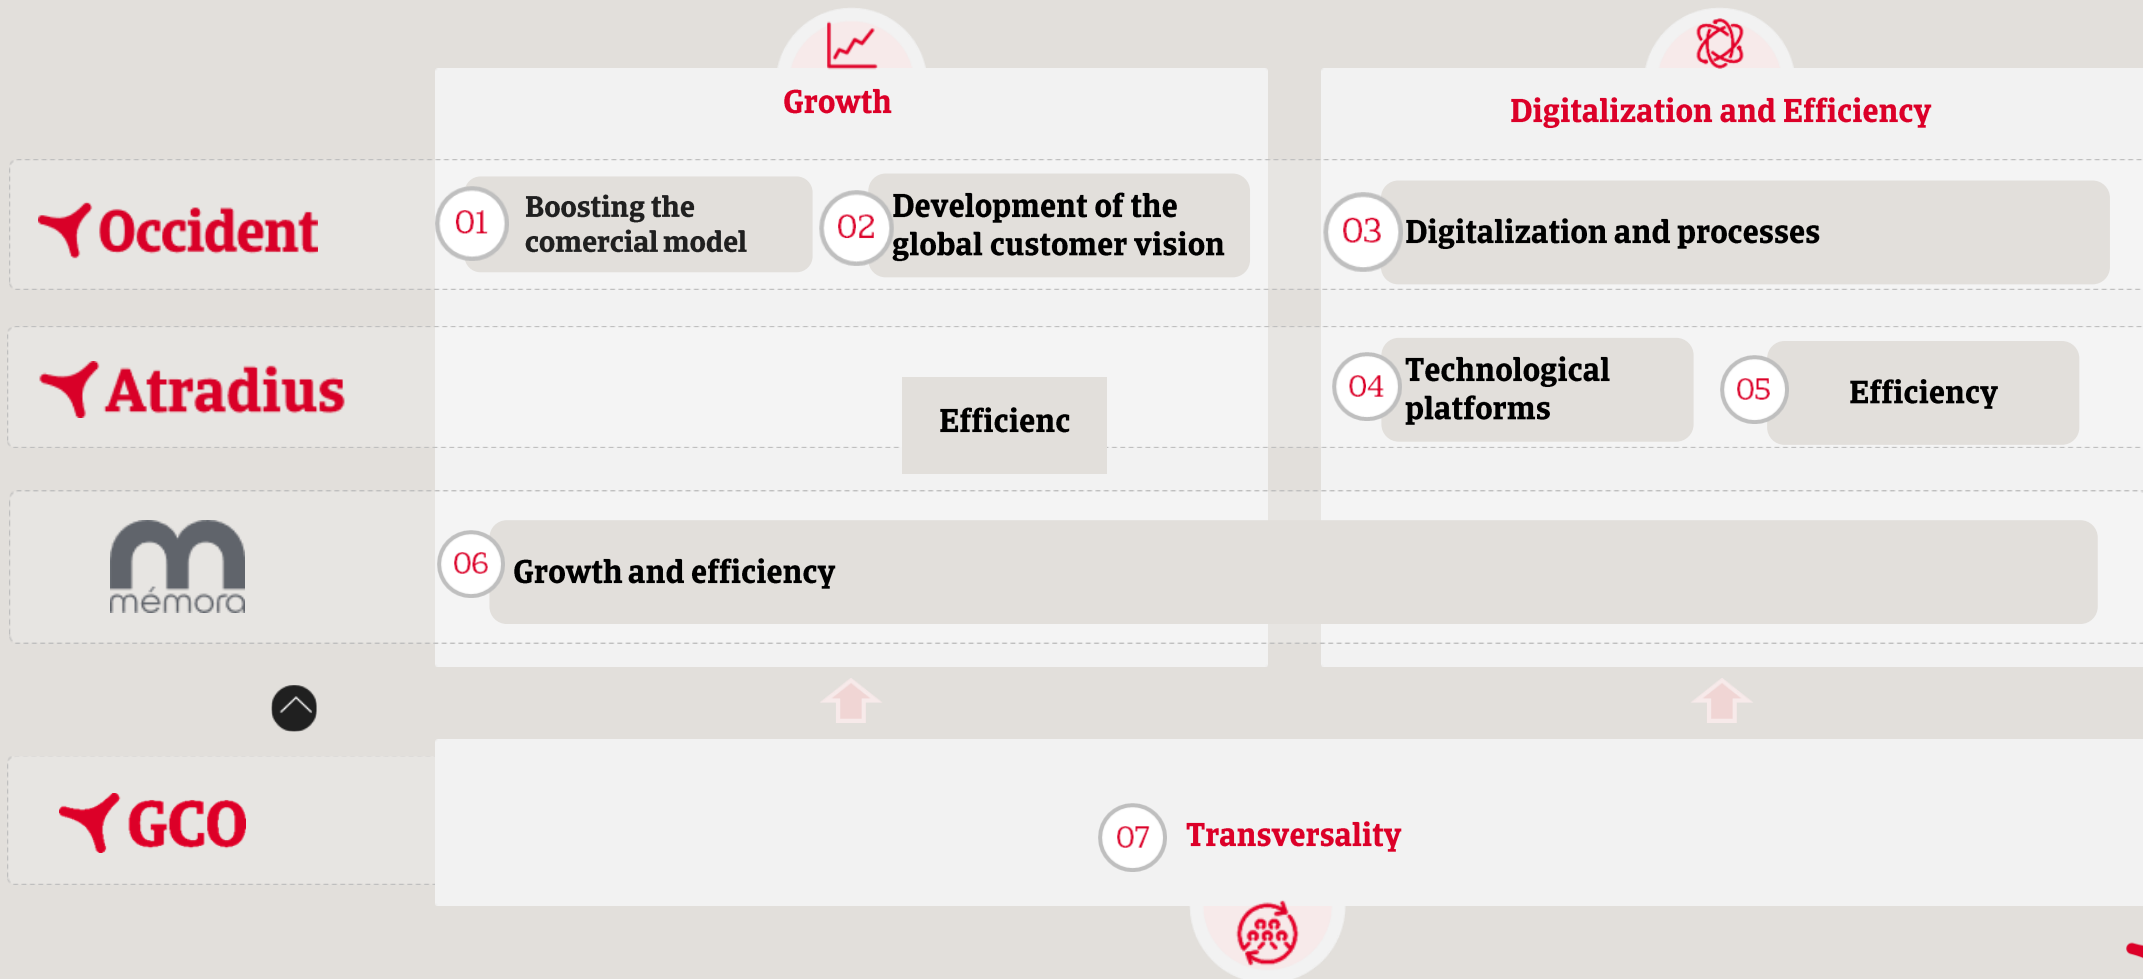 Growth
Digitalization and Efficiency
Occident
01
Boosting the
comercial model
02
Development of the
global customer vision
03
Digitalization and processes
Atradius
Efficienc
04
Technological
platforms
05
Efficiency
mémora
06
Growth and efficiency
GCO
07
Transversality